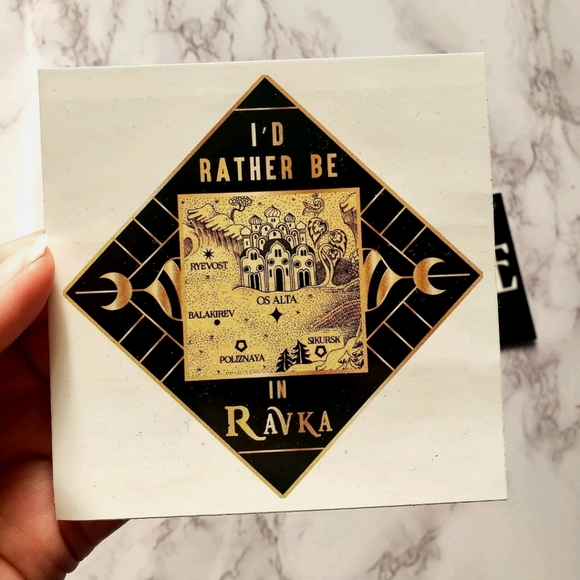 I'D
RATHER BE
RYEVOST
OS ALTA
BALAKIREV
SIKURSK
POLIZNAYA
IN
RAVKA
E